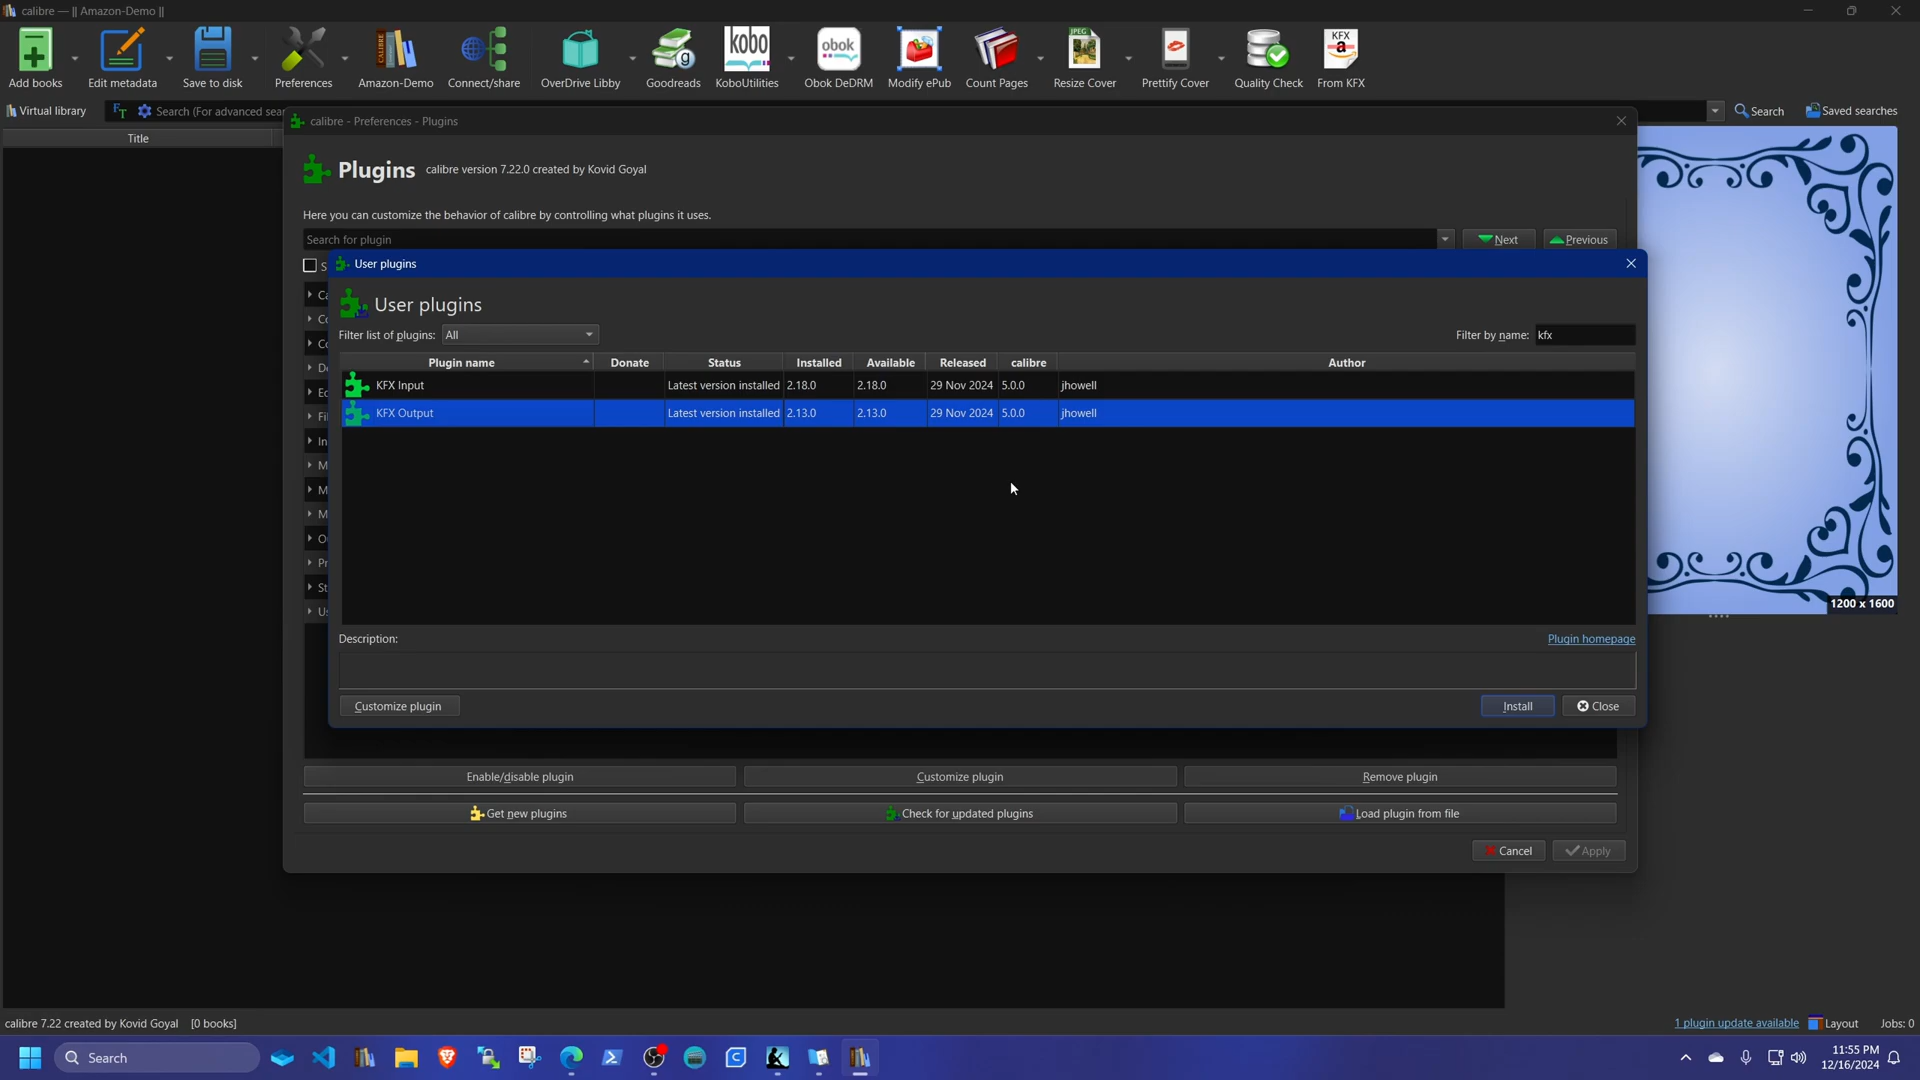 calibre — || Amazon-Demo ||
Add books
Edit metadata
Save to disk
Preferences
Amazon-Demo
Connect/share
OverDrive Libby
Goodreads
kobo
KoboUtilities
obok
Obok DeDRM
Modify ePub
Count Pages
JPEG
Resize Cover
Prettify Cover
Quality Check
KFX
a
From KFX
Virtual library
FT
Search (For advanced sear
Search
Saved searches
Title
calibre - Preferences - Plugins
Plugins
calibre version 7.22.0 created by Kovid Goyal
Here you can customize the behavior of calibre by controlling what plugins it uses.
Search for plugin
Next
Previous
S
User plugins
User plugins
Filter list of plugins: All
Filter by name: kfx
Plugin name Donate Status Installed Available Released calibre Author
KFX Input Latest version installed 2.18.0 2.18.0 29 Nov 2024 5.0.0 jhowell
KFX Output Latest version installed 2.13.0 2.13.0 29 Nov 2024 5.0.0 jhowell
Description:
Plugin homepage
Customize plugin
Install
Close
Enable/disable plugin
Customize plugin
Remove plugin
Get new plugins
Check for updated plugins
Load plugin from file
Cancel
Apply
1200 x 1600
calibre 7.22 created by Kovid Goyal [0 books]
1 plugin update available
Layout
Jobs: 0
Search
11:55 PM
12/16/2024